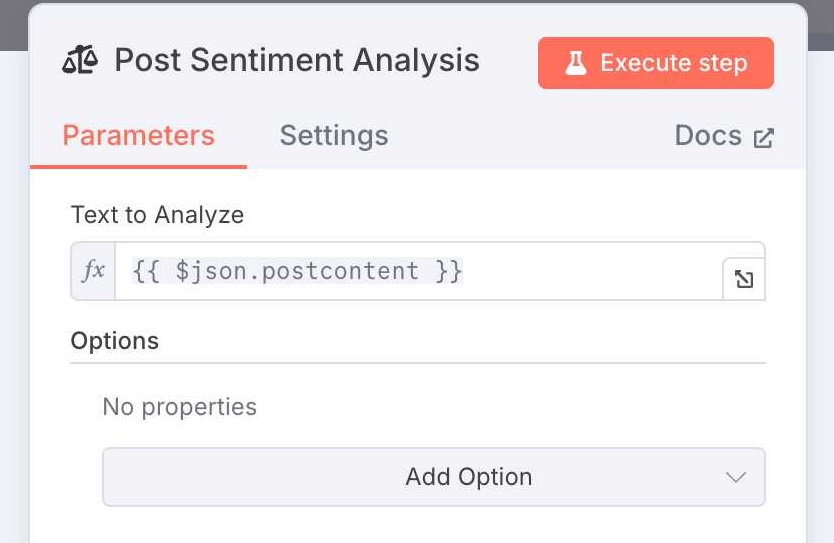 Post Sentiment Analysis Execute step
Parameters Settings Docs
Text to Analyze
fx {{ $json.postcontent }}
Options
No properties
Add Option